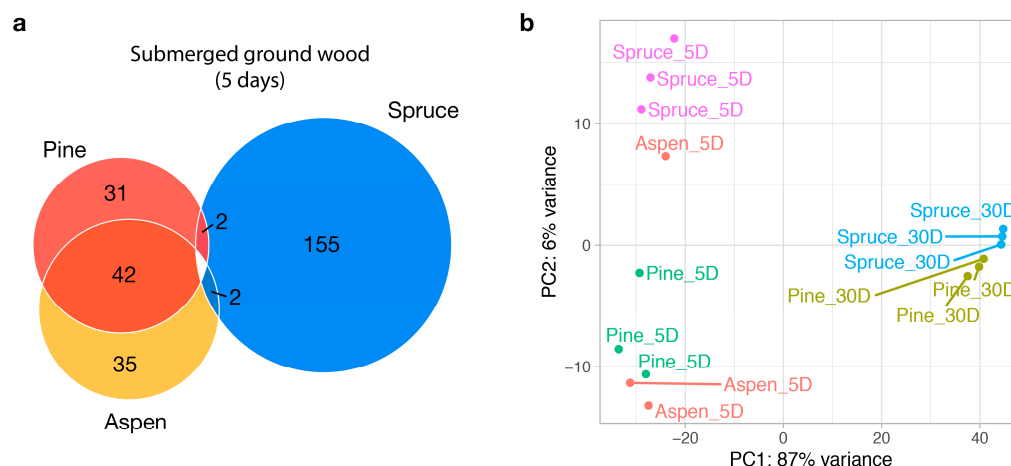 a
Submerged ground wood
(5 days)
Spruce
Pine
31
2
155
42
2
35
Aspen
b
PC2: 6% variance
10
0
−10
Spruce_5D
Spruce_5D
Spruce_5D
Aspen_5D
Spruce_30D
Spruce_30D
Spruce_30D
Pine_5D
Pine_30D
Pine_30D
Pine_30D
Pine_5D
Pine_5D
Aspen_5D
Aspen_5D
−20
0
20
40
PC1: 87% variance